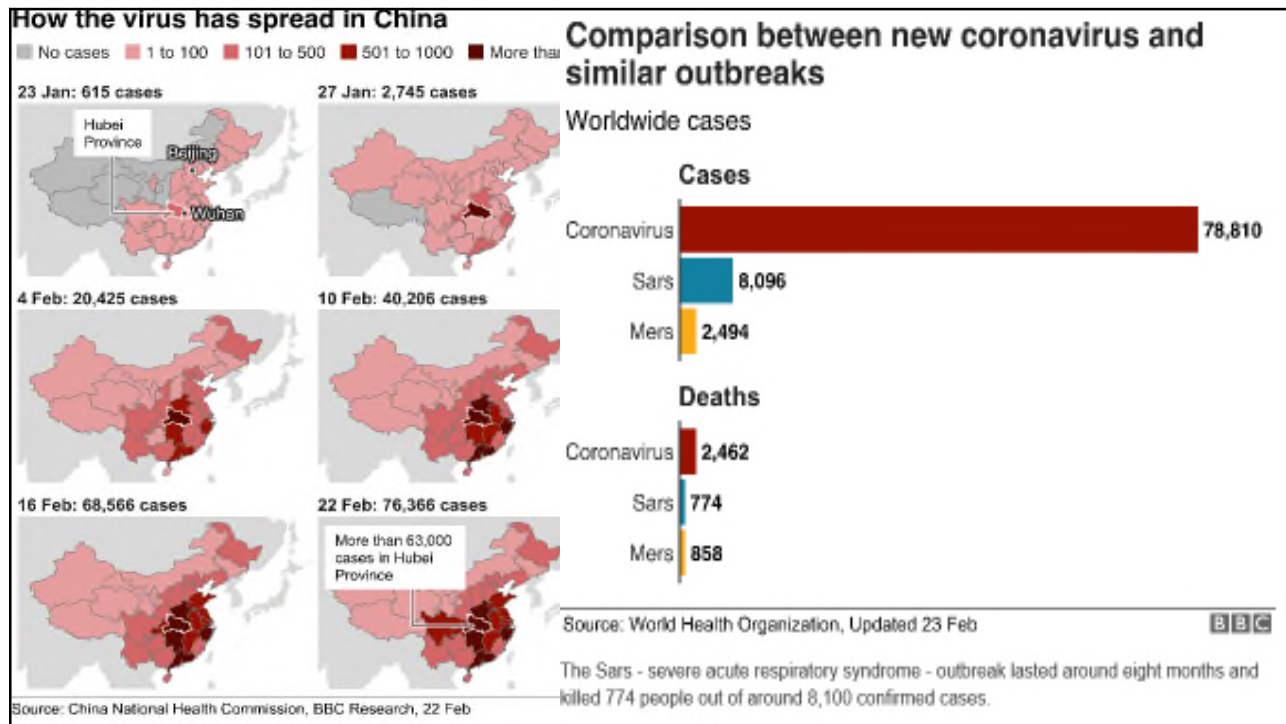 How the virus has spread in China
No cases 1 to 100 101 to 500 501 to 1000 More than
23 Jan: 615 cases
Hubei
Province
Beijing
Wuhan
27 Jan: 2,745 cases
4 Feb: 20,425 cases
10 Feb: 40,206 cases
16 Feb: 68,566 cases
22 Feb: 76,366 cases
More than 63,000
cases in Hubei
Province
Source: China National Health Commission, BBC Research, 22 Feb
Comparison between new coronavirus and
similar outbreaks
Worldwide cases
Cases
Coronavirus 78,810
Sars 8,096
Mers 2,494
Deaths
Coronavirus 2,462
Sars 774
Mers 858
Source: World Health Organization, Updated 23 Feb
BBC
The Sars - severe acute respiratory syndrome - outbreak lasted around eight months and
killed 774 people out of around 8,100 confirmed cases.